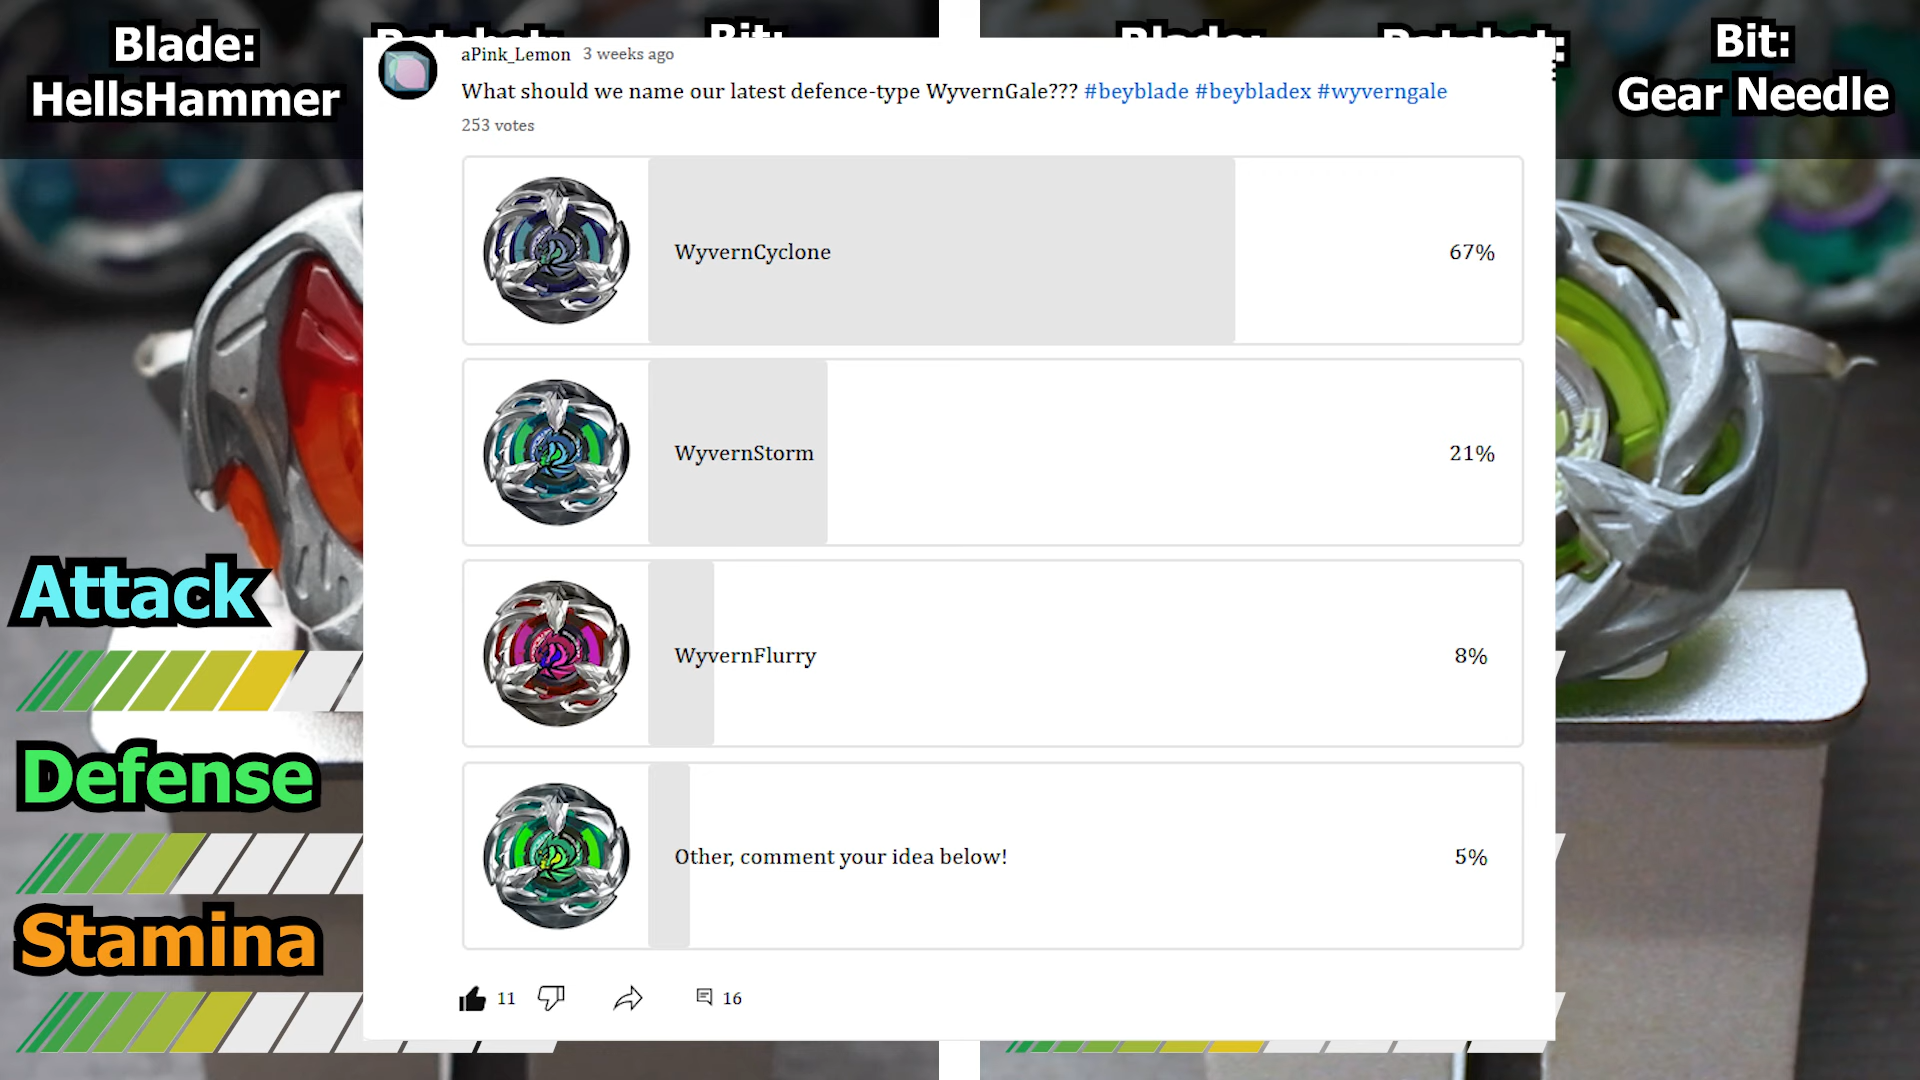 Blade:
HellsHammer
Bit:
Gear Needle
aPink_Lemon 3 weeks ago
What should we name our latest defence-type WyvernGale??? #beyblade #beybladex #wyverngale
253 votes
WyvernCyclone 67%
WyvernStorm 21%
WyvernFlurry 8%
Other, comment your idea below! 5%
11 16
Attack
Defense
Stamina